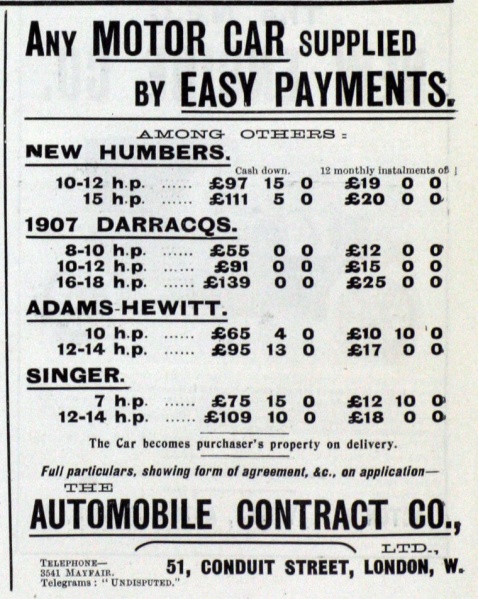 ANY MOTOR CAR SUPPLIED
BY EASY PAYMENTS.
AMONG OTHERS:
NEW HUMBERS.
Cash down. 12 monthly instalments of
10-12 h.p. ...... £97 15 0 £19 0 0
15 h.p. ...... £111 5 0 £20 0 0
1907 DARRACQS.
8-10 h.p. ...... £55 0 0 £12 0 0
10-12 h.p. ...... £91 0 0 £15 0 0
16-18 h.p. ...... £139 0 0 £25 0 0
ADAMS-HEWITT.
10 h.p. ...... £65 4 0 £10 10 0
12-14 h.p. ...... £95 13 0 £17 0 0
SINGER.
7 h.p. ...... £75 15 0 £12 10 0
12-14 h.p. ...... £109 10 0 £18 0 0
The Car becomes purchaser's property on delivery.
Full particulars, showing form of agreement, &c., on application—
THE
AUTOMOBILE CONTRACT CO.,
LTD.,
TELEPHONE—
3541 MAYFAIR.
Telegrams: "UNDISPUTED."
51, CONDUIT STREET, LONDON, W.